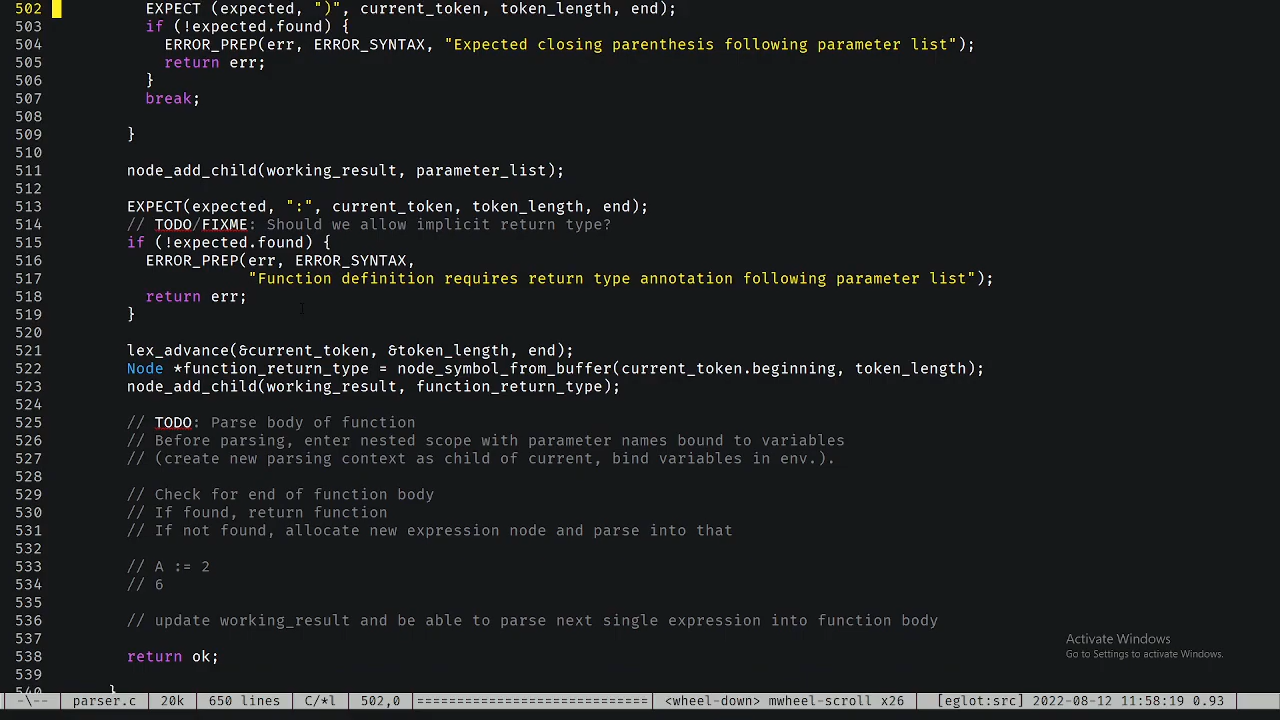 502 EXPECT (expected, ")", current_token, token_length, end);
503 if (!expected.found) {
504 ERROR_PREP(err, ERROR_SYNTAX, "Expected closing parenthesis following parameter list");
505 return err;
506 }
507 break;
508
509 }
510
511 node_add_child(working_result, parameter_list);
512
513 EXPECT(expected, ":", current_token, token_length, end);
514 // TODO/FIXME: Should we allow implicit return type?
515 if (!expected.found) {
516 ERROR_PREP(err, ERROR_SYNTAX,
517 "Function definition requires return type annotation following parameter list");
518 return err;
519 }
520
521 lex_advance(&current_token, &token_length, end);
522 Node *function_return_type = node_symbol_from_buffer(current_token.beginning, token_length);
523 node_add_child(working_result, function_return_type);
524
525 // TODO: Parse body of function
526 // Before parsing, enter nested scope with parameter names bound to variables
527 // (create new parsing context as child of current, bind variables in env.).
528
529 // Check for end of function body
530 // If found, return function
531 // If not found, allocate new expression node and parse into that
532
533 // A := 2
534 // 6
535
536 // update working_result and be able to parse next single expression into function body
537
538 return ok;
539
540 }
Activate Windows
Go to Settings to activate Windows.
-\-- parser.c 20k 650 lines C/*l 502,0 ============================ <wheel-down> mwheel-scroll x26 [eglot:src] 2022-08-12 11:58:19 0.93